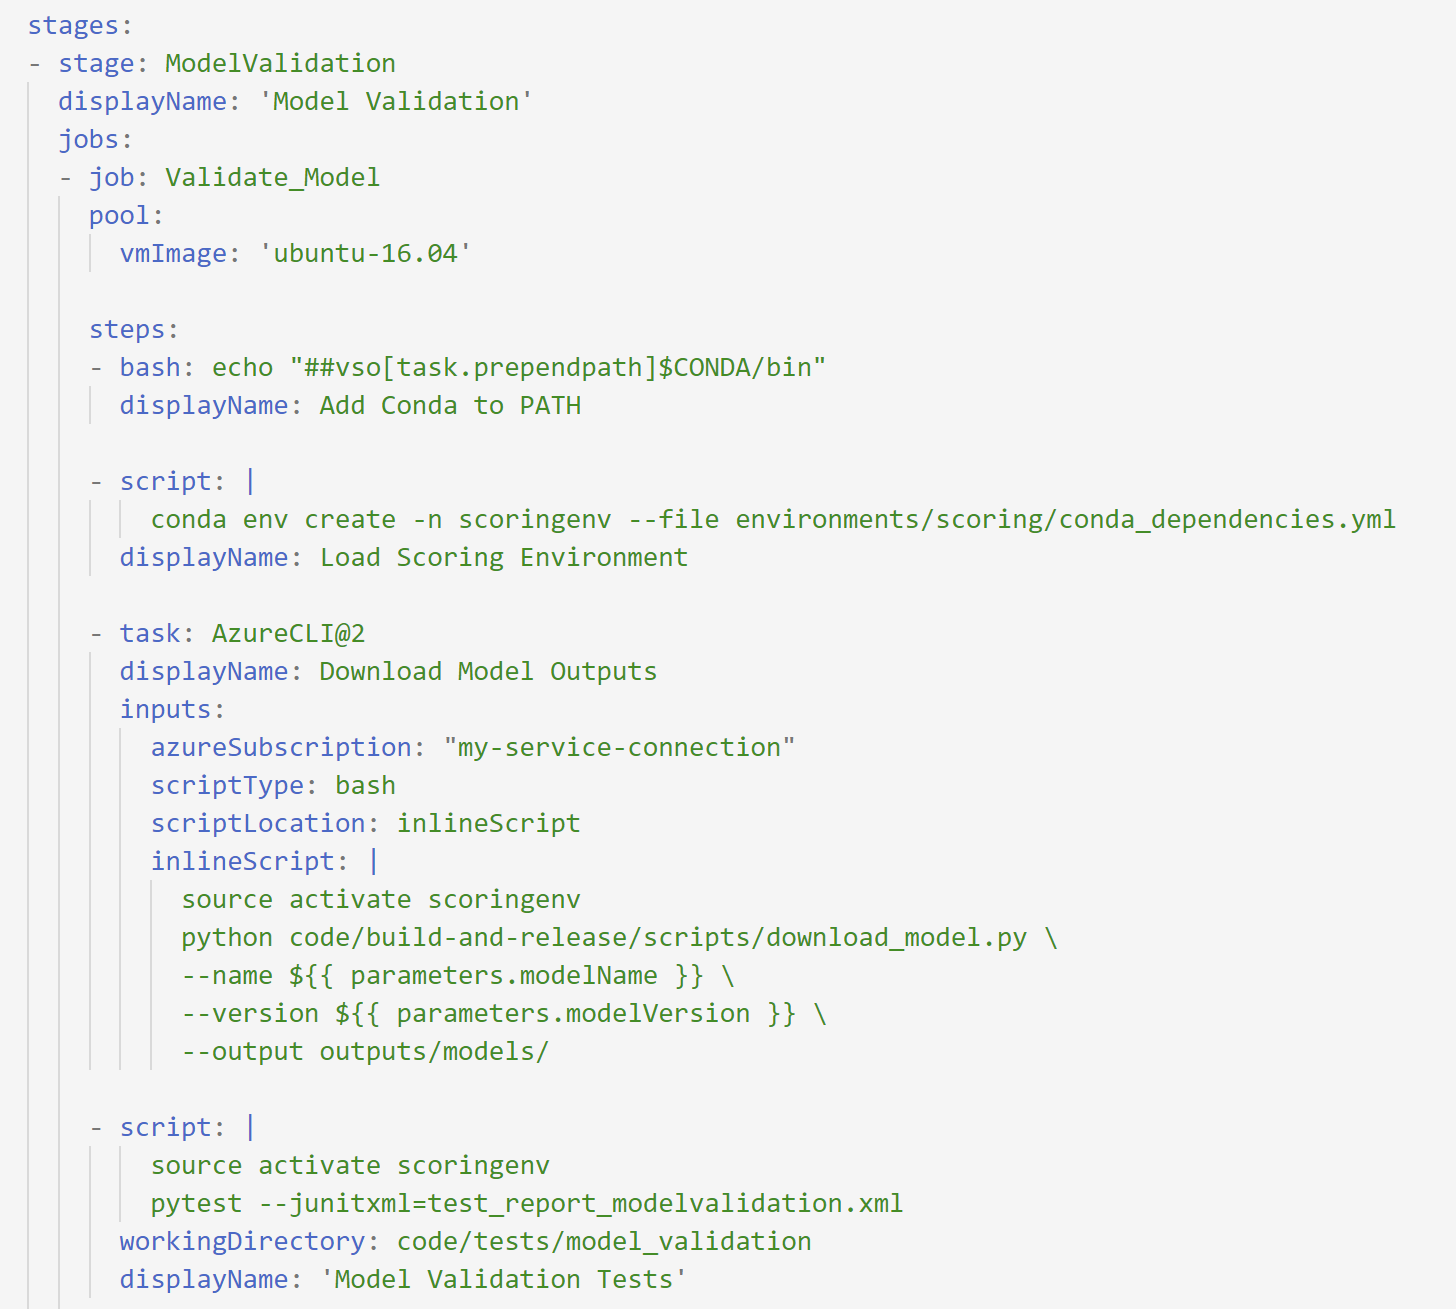 stages:
- stage: ModelValidation
  displayName: 'Model Validation'
  jobs:
  - job: Validate_Model
    pool:
      vmImage: 'ubuntu-16.04'

    steps:
    - bash: echo "##vso[task.prependpath]$CONDA/bin"
      displayName: Add Conda to PATH

    - script: |
        conda env create -n scoringenv --file environments/scoring/conda_dependencies.yml
      displayName: Load Scoring Environment

    - task: AzureCLI@2
      displayName: Download Model Outputs
      inputs:
        azureSubscription: "my-service-connection"
        scriptType: bash
        scriptLocation: inlineScript
        inlineScript: |
          source activate scoringenv
          python code/build-and-release/scripts/download_model.py \
          --name ${{ parameters.modelName }} \
          --version ${{ parameters.modelVersion }} \
          --output outputs/models/

    - script: |
        source activate scoringenv
        pytest --junitxml=test_report_modelvalidation.xml
      workingDirectory: code/tests/model_validation
      displayName: 'Model Validation Tests'